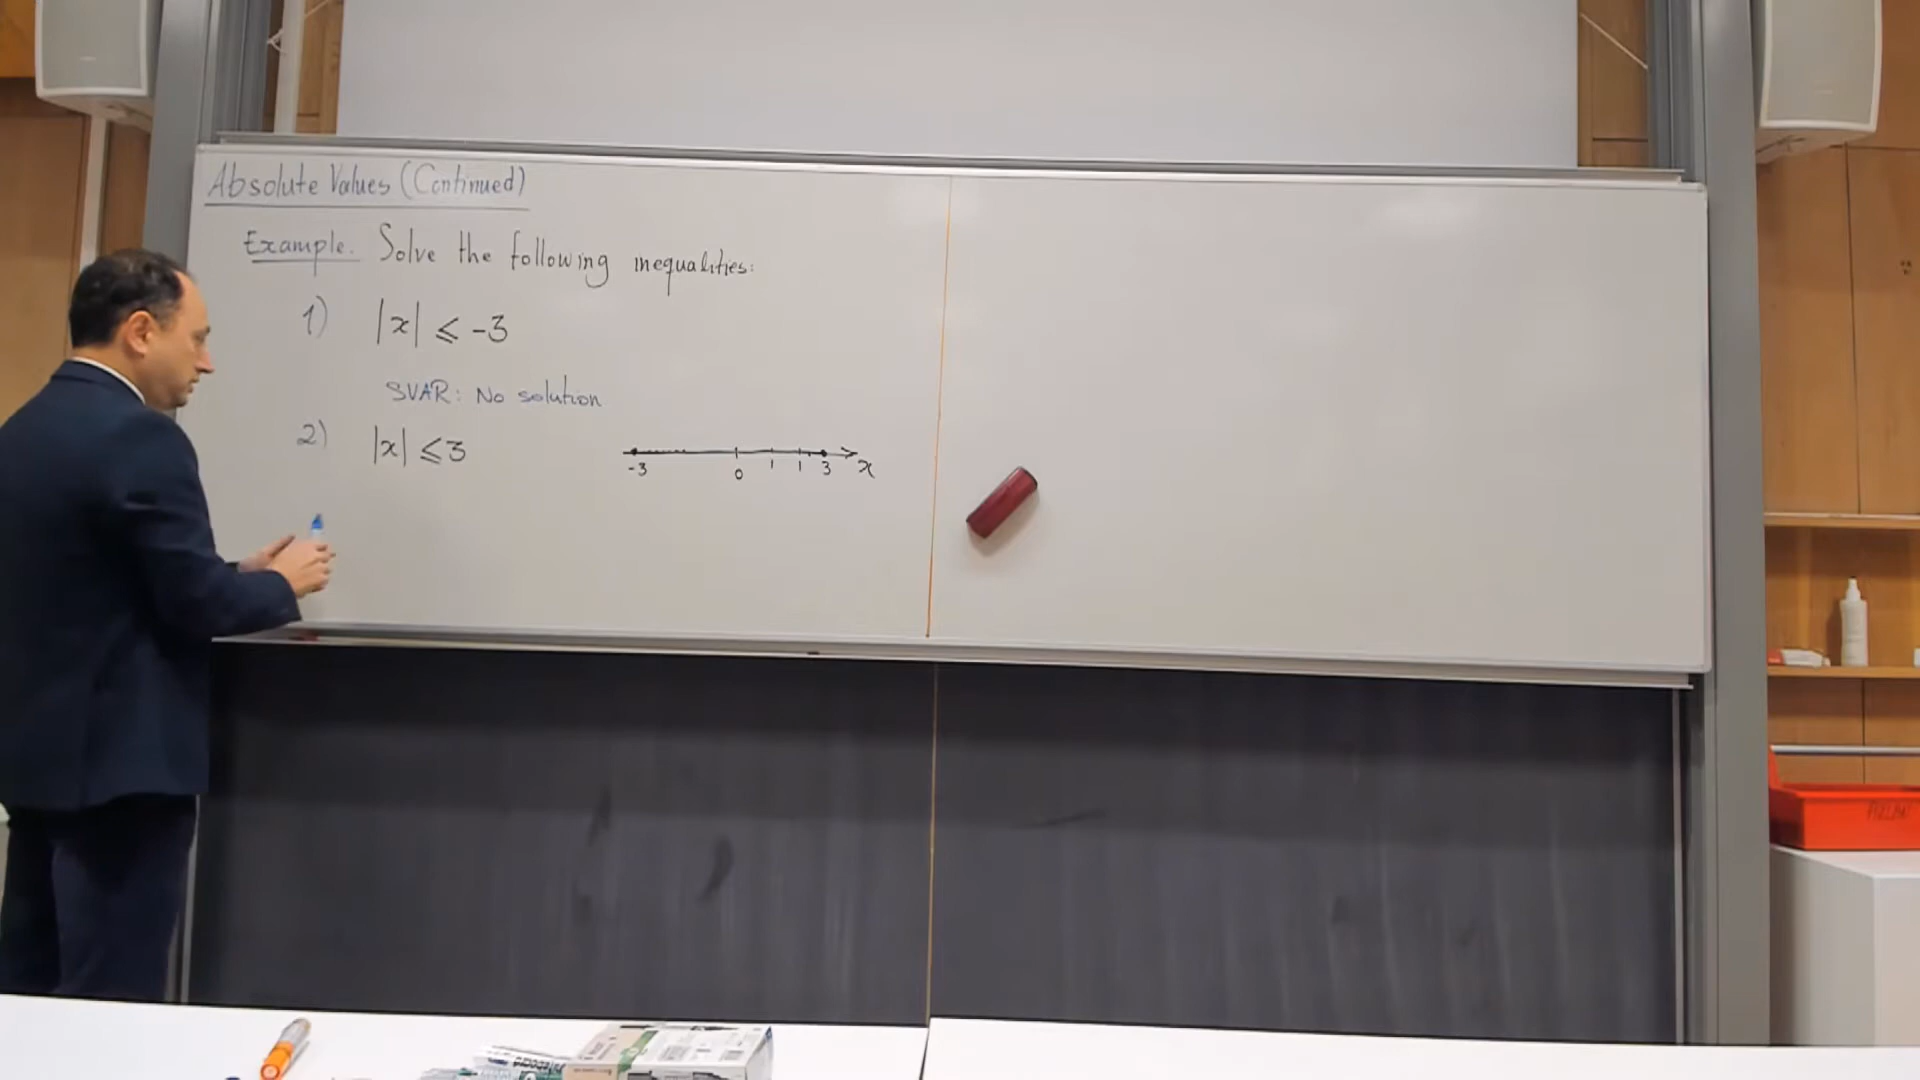 Absolute Values (Continued)
Example. Solve the following inequalities:
1) |x| ⩽ -3
SVAR: No solution
2) |x| ⩽ 3
-3 0 3 x